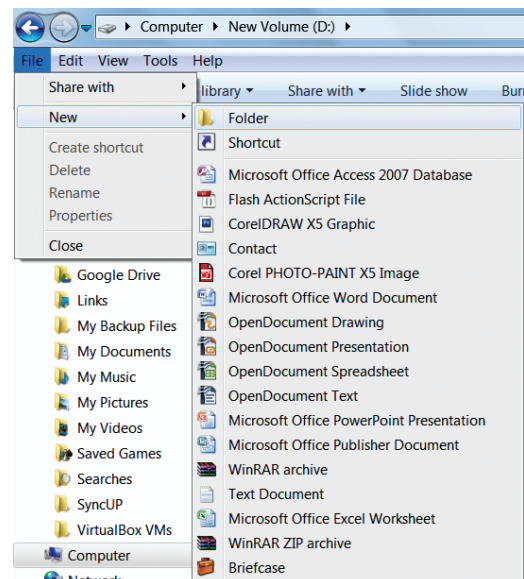 Computer ▸ New Volume (D:) ▸
File Edit View Tools Help
library ▾ Share with ▾ Slide show
Share with
New
Create shortcut
Delete
Rename
Properties
Close
Folder
Shortcut
Microsoft Office Access 2007 Database
Flash ActionScript File
CorelDRAW X5 Graphic
Contact
Corel PHOTO-PAINT X5 Image
Microsoft Office Word Document
OpenDocument Drawing
OpenDocument Presentation
OpenDocument Spreadsheet
OpenDocument Text
Microsoft Office PowerPoint Presentation
Microsoft Office Publisher Document
WinRAR archive
Text Document
Microsoft Office Excel Worksheet
WinRAR ZIP archive
Briefcase
Google Drive
Links
My Backup Files
My Documents
My Music
My Pictures
My Videos
Saved Games
Searches
SyncUP
VirtualBox VMs
Computer